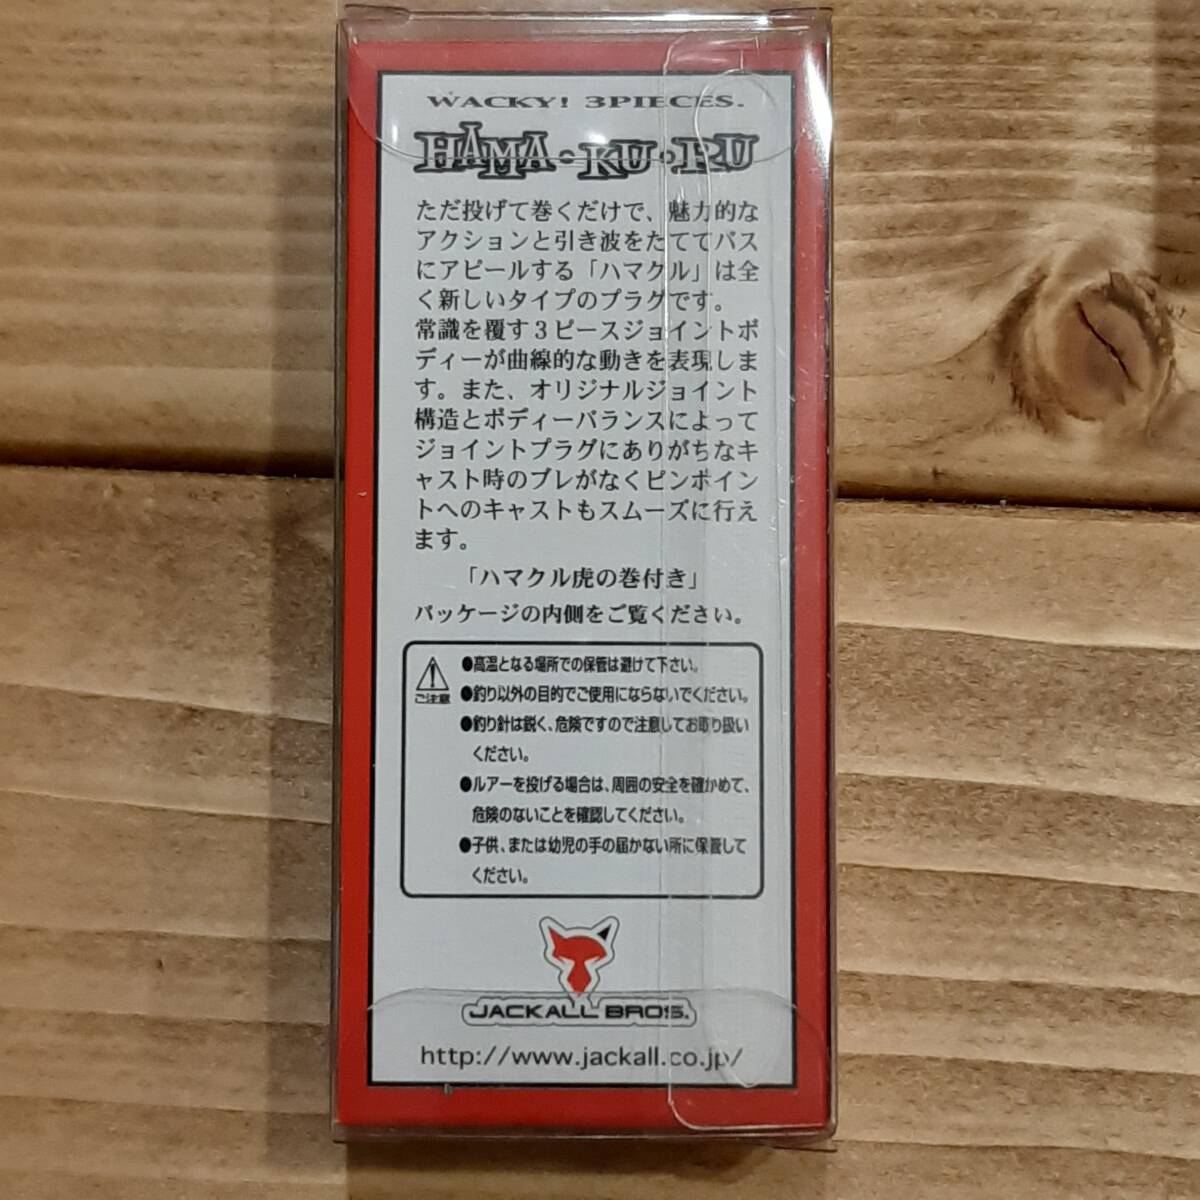 WACKY! 3PIECES.
HAMA・KU・RU
ただ投げて巻くだけで、魅力的な
アクションと引き波をたててバス
にアピールする「ハマクル」は全
く新しいタイプのプラグです。
常識を覆す3ピースジョイントボ
ディーが曲線的な動きを表現しま
す。また、オリジナルジョイント
構造とボディーバランスによって
ジョイントプラグにありがちなキ
ャスト時のブレがなくピンポイン
トへのキャストもスムーズに行え
ます。
「ハマクル虎の巻付き」
パッケージの内側をご覧ください。
ご注意
●高温となる場所での保管は避けて下さい。
●釣り以外の目的でご使用にならないでください。
●釣り針は鋭く、危険ですので注意してお取り扱い
ください。
●ルアーを投げる場合は、周囲の安全を確かめて、
危険のないことを確認してください。
●子供、または幼児の手の届かない所に保管して
ください。
JACKALL BROS.
http://www.jackall.co.jp/